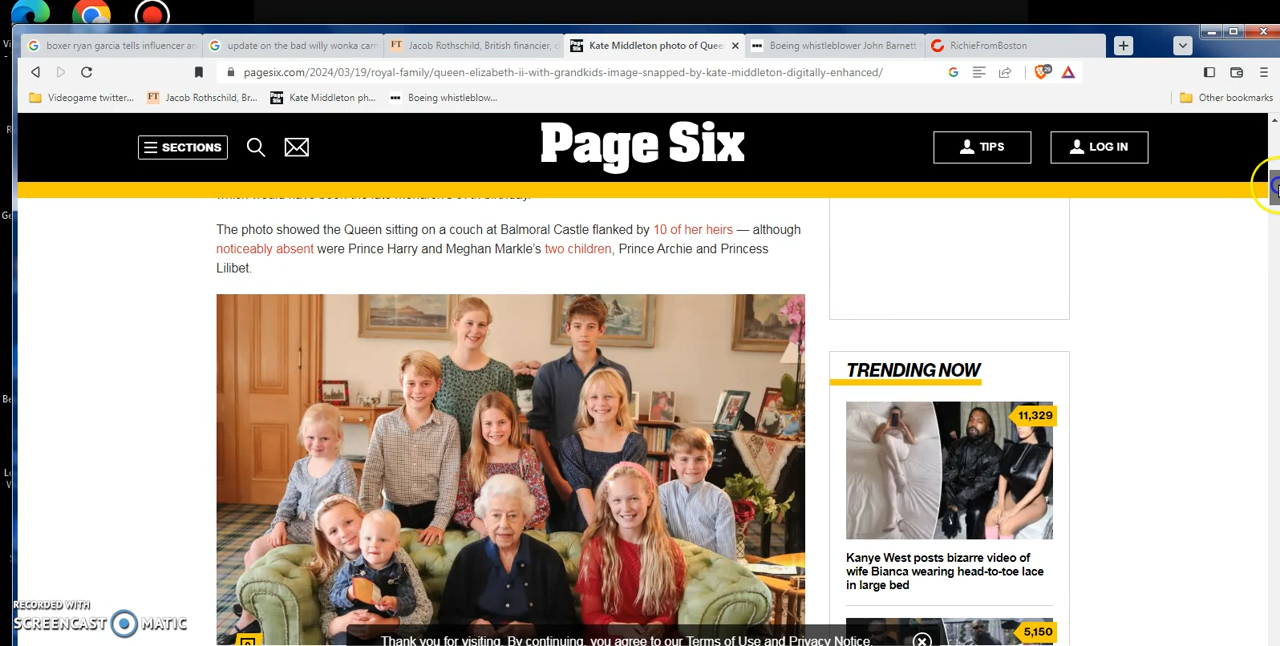 boxer ryan garcia tells influencer an
update on the bad willy wonka carn
FT Jacob Rothschild, British financier, c
Kate Middleton photo of Quee
Boeing whistleblower John Barnett
RichieFromBoston
pagesix.com/2024/03/19/royal-family/queen-elizabeth-ii-with-grandkids-image-snapped-by-kate-middleton-digitally-enhanced/
Videogame twitter...
FT Jacob Rothschild, Br...
Kate Middleton ph...
Boeing whistleblow...
Other bookmarks
SECTIONS
Page Six
TIPS
LOG IN
The photo showed the Queen sitting on a couch at Balmoral Castle flanked by 10 of her heirs — although
noticeably absent were Prince Harry and Meghan Markle's two children, Prince Archie and Princess
Lilibet.
TRENDING NOW
11,329
Kanye West posts bizarre video of
wife Bianca wearing head-to-toe lace
in large bed
5,150
RECORDED WITH
SCREENCAST MATIC
Thank you for visiting. By continuing, you agree to our Terms of Use and Privacy Notice.